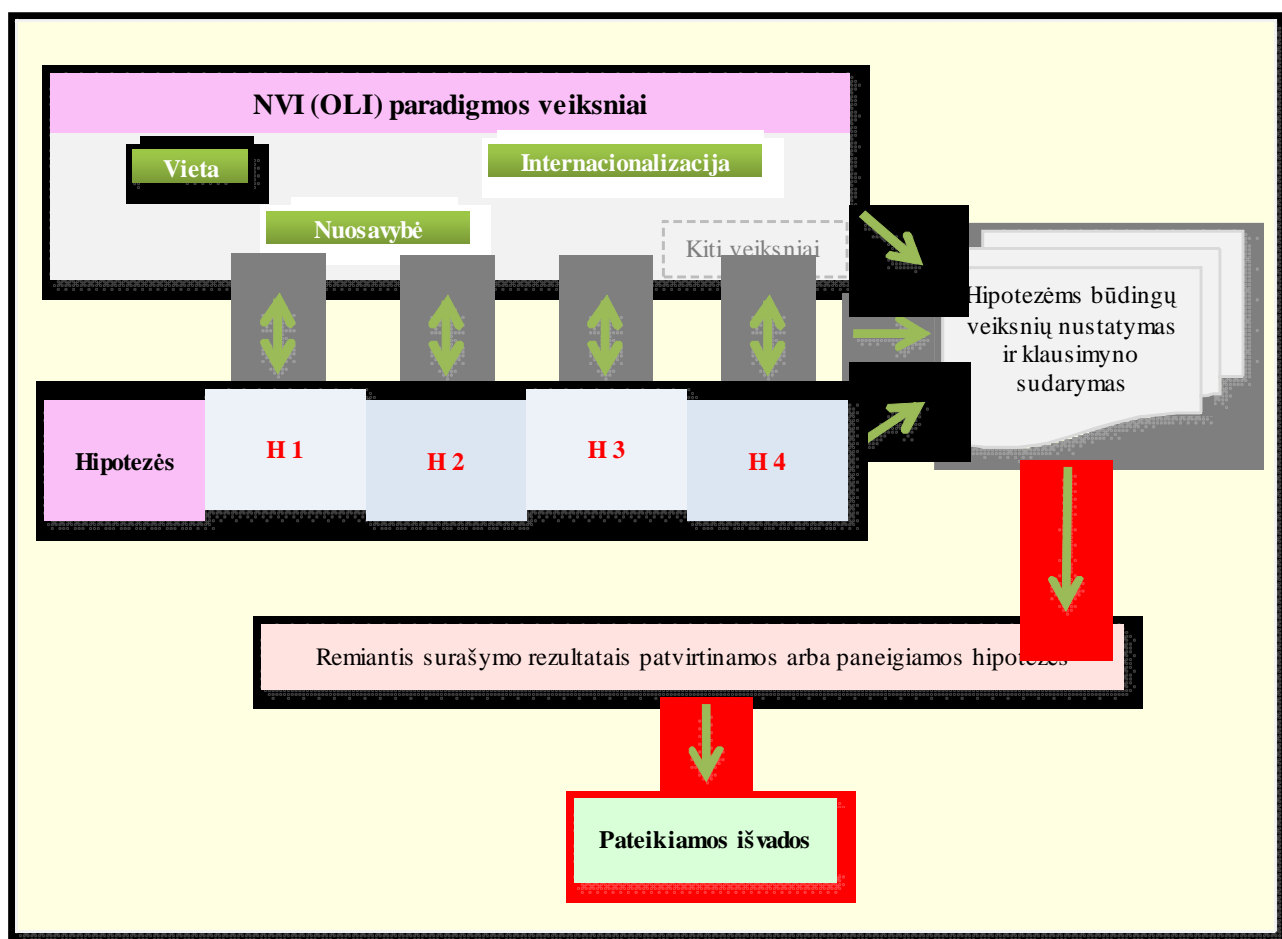 NVI (OLI) paradigmos veiksniai
Vieta
Internacionalizacija
Nuosavybė
Kiti veiksniai
Hipotezėms būdingų
veiksnių nustatymas
ir klausimyno
sudarymas
Hipotezės
H 1
H 2
H 3
H 4
Remiantis surašymo rezultatais patvirtinamos arba paneigiamos hipotezės
Pateikiamos išvados